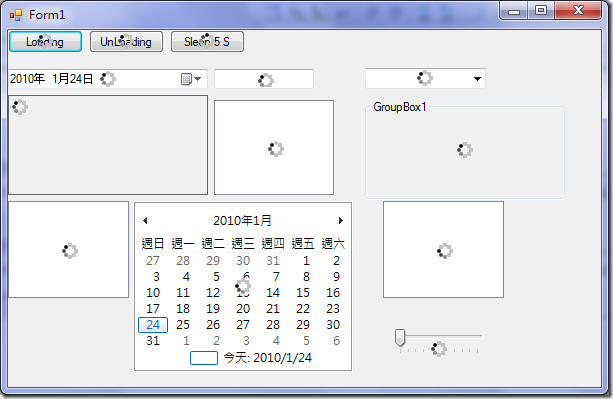 Form1
Loading UnLoading Sleep 5 S
2010年 1月24日
GroupBox1
2010年1月
週日 週一 週二 週三 週四 週五 週六
27 28 29 30 31 1 2
3 4 5 6 7 8 9
10 11 12 13 14 15 16
17 18 19 20 21 22 23
24 25 26 27 28 29 30
31 1 2 3 4 5 6
今天: 2010/1/24